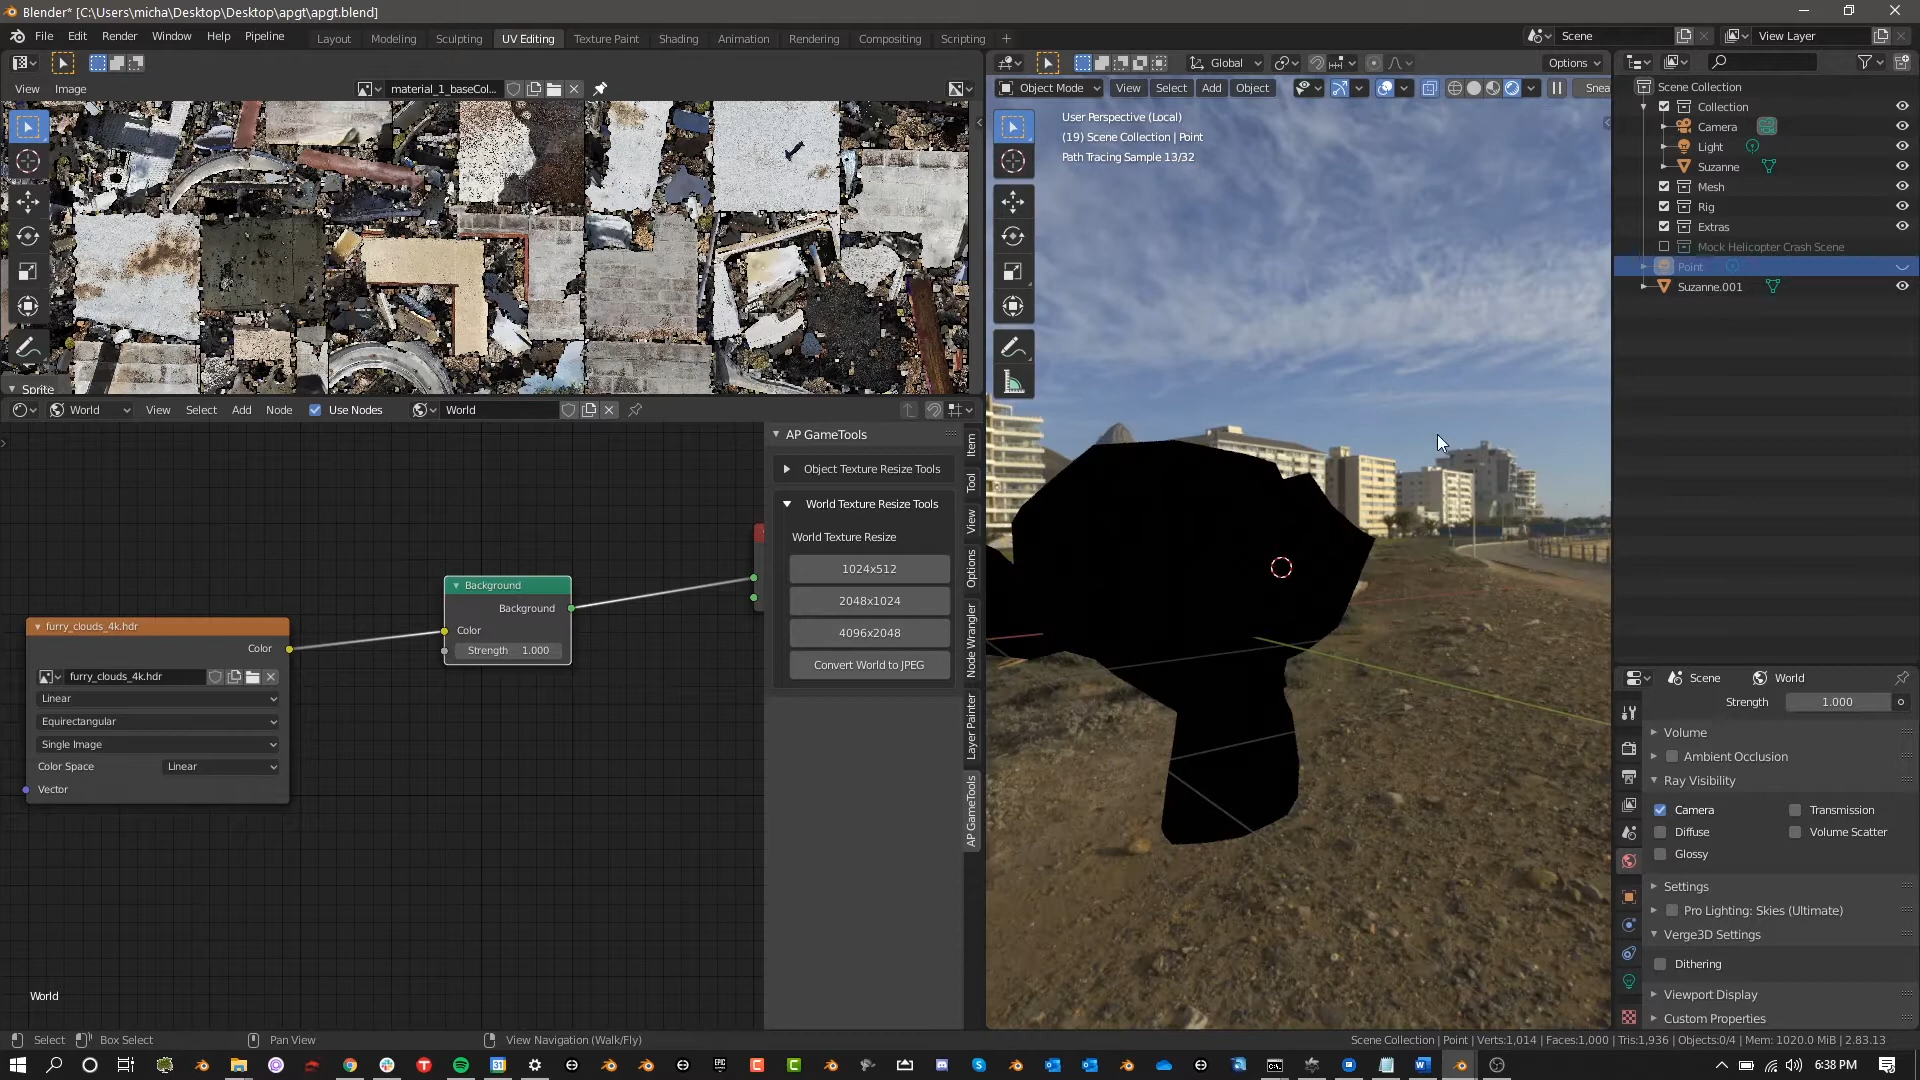 Blender* [C:\Users\micha\Desktop\Desktop\apgt\apgt.blend]
File Edit Render Window Help Pipeline
Layout Modeling Sculpting UV Editing Texture Paint Shading Animation Rendering Compositing Scripting +
Scene
View Layer
View Image
material_1_baseCol...
Sprite
Global
Options
Object Mode View Select Add Object
Snea
User Perspective (Local)
(19) Scene Collection | Point
Path Tracing Sample 13/32
Scene Collection
Collection
Camera
Light
Suzanne
Mesh
Rig
Extras
Mock Helicopter Crash Scene
Point
Suzanne.001
World View Select Add Node Use Nodes World
AP GameTools
Object Texture Resize Tools
World Texture Resize Tools
World Texture Resize
1024x512
2048x1024
4096x2048
Convert World to JPEG
Item
Tool
View
Options
Node Wrangler
Layer Painter
AP GameTools
Background
Background
Color
Strength 1.000
furry_clouds_4k.hdr
Color
furry_clouds_4k.hdr
Linear
Equirectangular
Single Image
Color Space Linear
Vector
World
Scene World
Strength 1.000
Volume
Ambient Occlusion
Ray Visibility
Camera Transmission
Diffuse Volume Scatter
Glossy
Settings
Pro Lighting: Skies (Ultimate)
Verge3D Settings
Dithering
Viewport Display
Custom Properties
Select Box Select Pan View View Navigation (Walk/Fly)
Scene Collection | Point | Verts:1,014 | Faces:1,000 | Tris:1,936 | Objects:0/4 | Mem: 1020.0 MiB | 2.83.13
6:38 PM